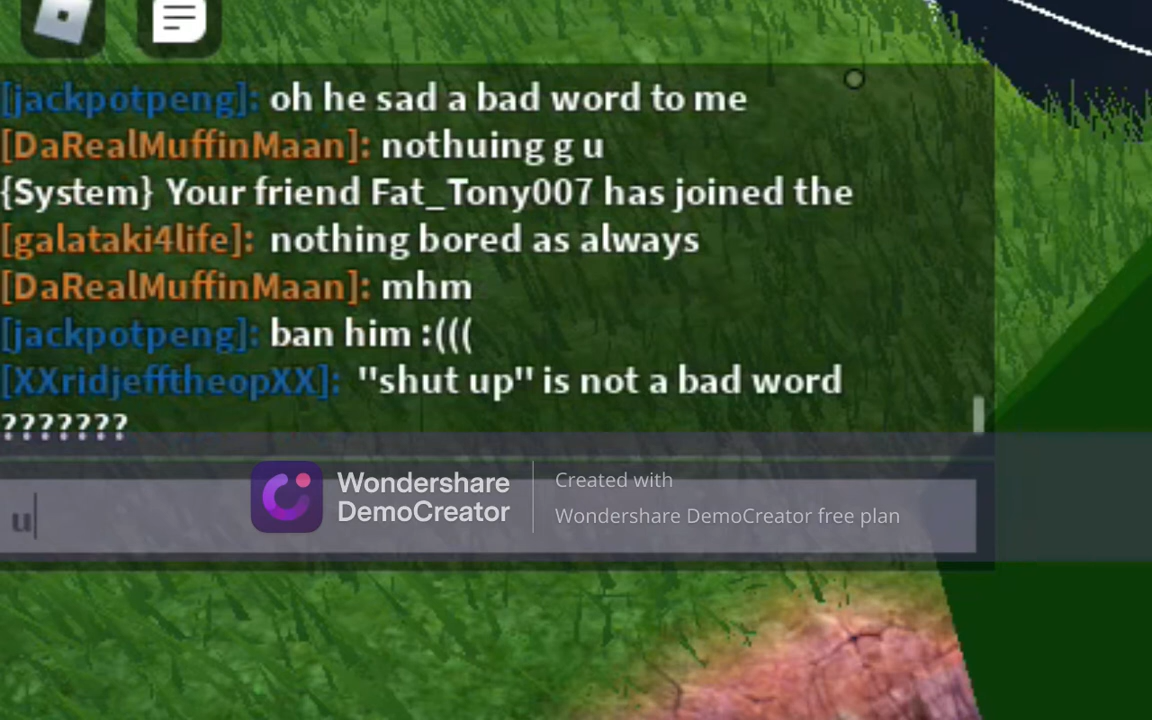 [jackpotpeng]: oh he sad a bad word to me
[DaRealMuffinMaan]: nothuing g u
{System} Your friend Fat_Tony007 has joined the
[galataki4life]: nothing bored as always
[DaRealMuffinMaan]: mhm
[jackpotpeng]: ban him :(((
[XXridjefftheopXX]: "shut up" is not a bad word
???????
u
Wondershare
DemoCreator
Created with
Wondershare DemoCreator free plan